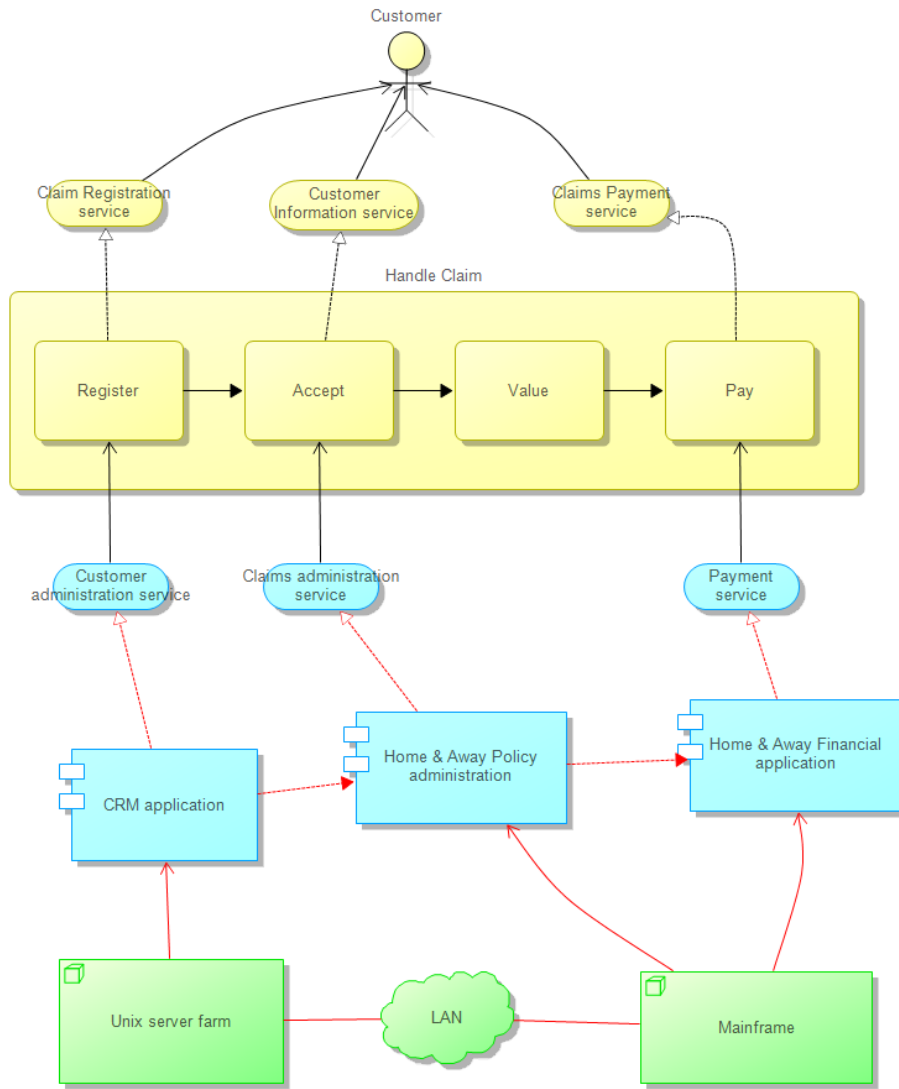 Customer
Claim Registration
service
Customer
Information service
Claims Payment
service
Handle Claim
Register
Accept
Value
Pay
Customer
administration service
Claims administration
service
Payment
service
CRM application
Home & Away Policy
administration
Home & Away Financial
application
Unix server farm
LAN
Mainframe